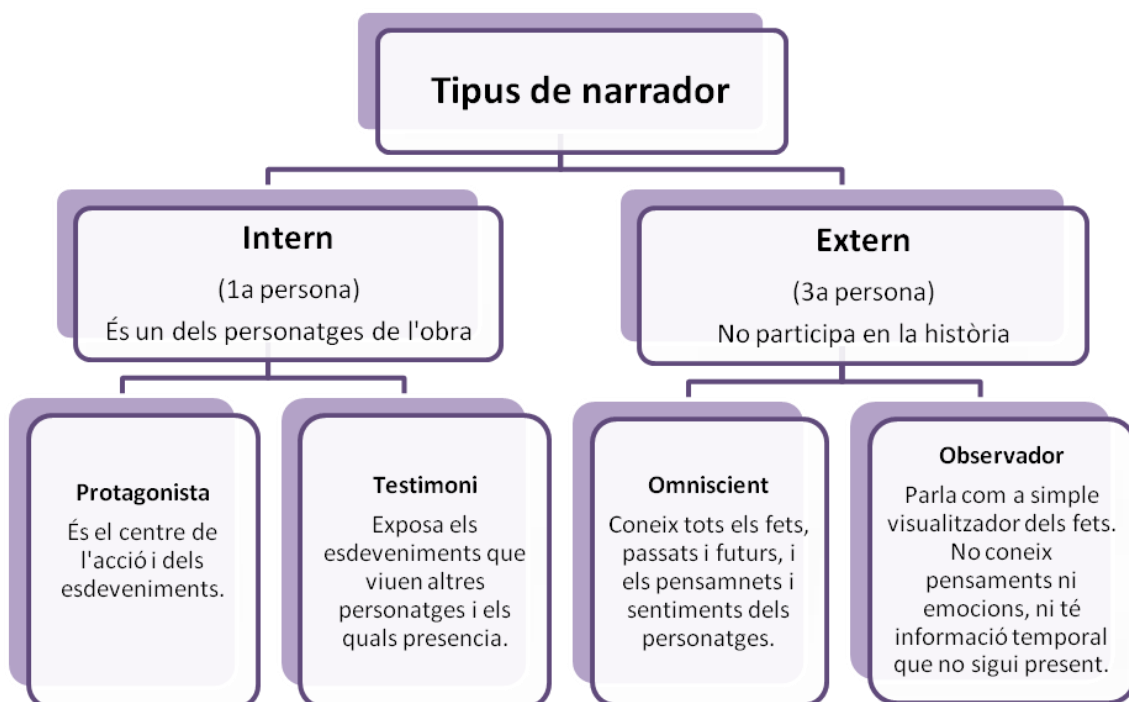 Tipus de narrador
Intern
(1a persona)
És un dels personatges de l'obra
Extern
(3a persona)
No participa en la història
Protagonista
És el centre de
l'acció i dels
esdeveniments.
Testimoni
Exposa els
esdeveniments que
viuen altres
personatges i els
quals presencia.
Omniscient
Coneix tots els fets,
passats i futurs, i
els pensamnets i
sentiments dels
personatges.
Observador
Parla com a simple
visualitzador dels fets.
No coneix
pensaments ni
emocions, ni té
informació temporal
que no sigui present.